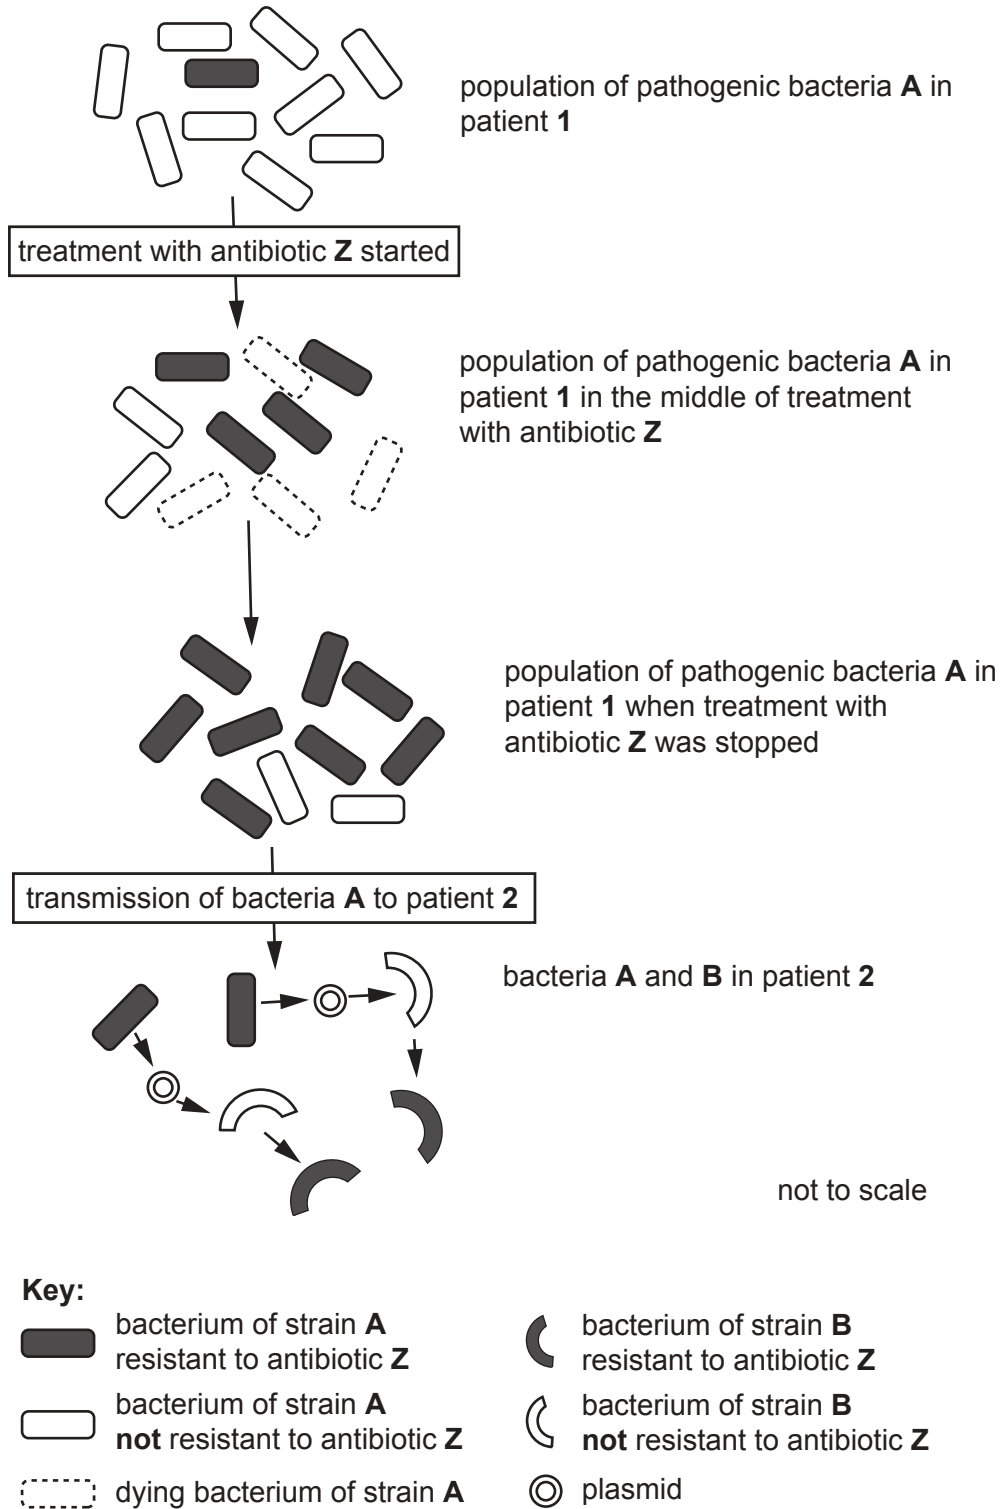 population of pathogenic bacteria A in
patient 1
treatment with antibiotic Z started
population of pathogenic bacteria A in
patient 1 in the middle of treatment
with antibiotic Z
population of pathogenic bacteria A in
patient 1 when treatment with
antibiotic Z was stopped
transmission of bacteria A to patient 2
bacteria A and B in patient 2
not to scale
Key:
bacterium of strain A
resistant to antibiotic Z
bacterium of strain A
not resistant to antibiotic Z
dying bacterium of strain A
bacterium of strain B
resistant to antibiotic Z
bacterium of strain B
not resistant to antibiotic Z
plasmid